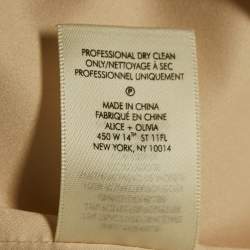 PROFESSIONAL DRY CLEAN
ONLY/NETTOYAGE À SEC
PROFESSIONNEL UNIQUEMENT
P
MADE IN CHINA
FABRIQUÉ EN CHINE
ALICE + OLIVIA
450 W 14TH ST 11FL
NEW YORK, NY 10014